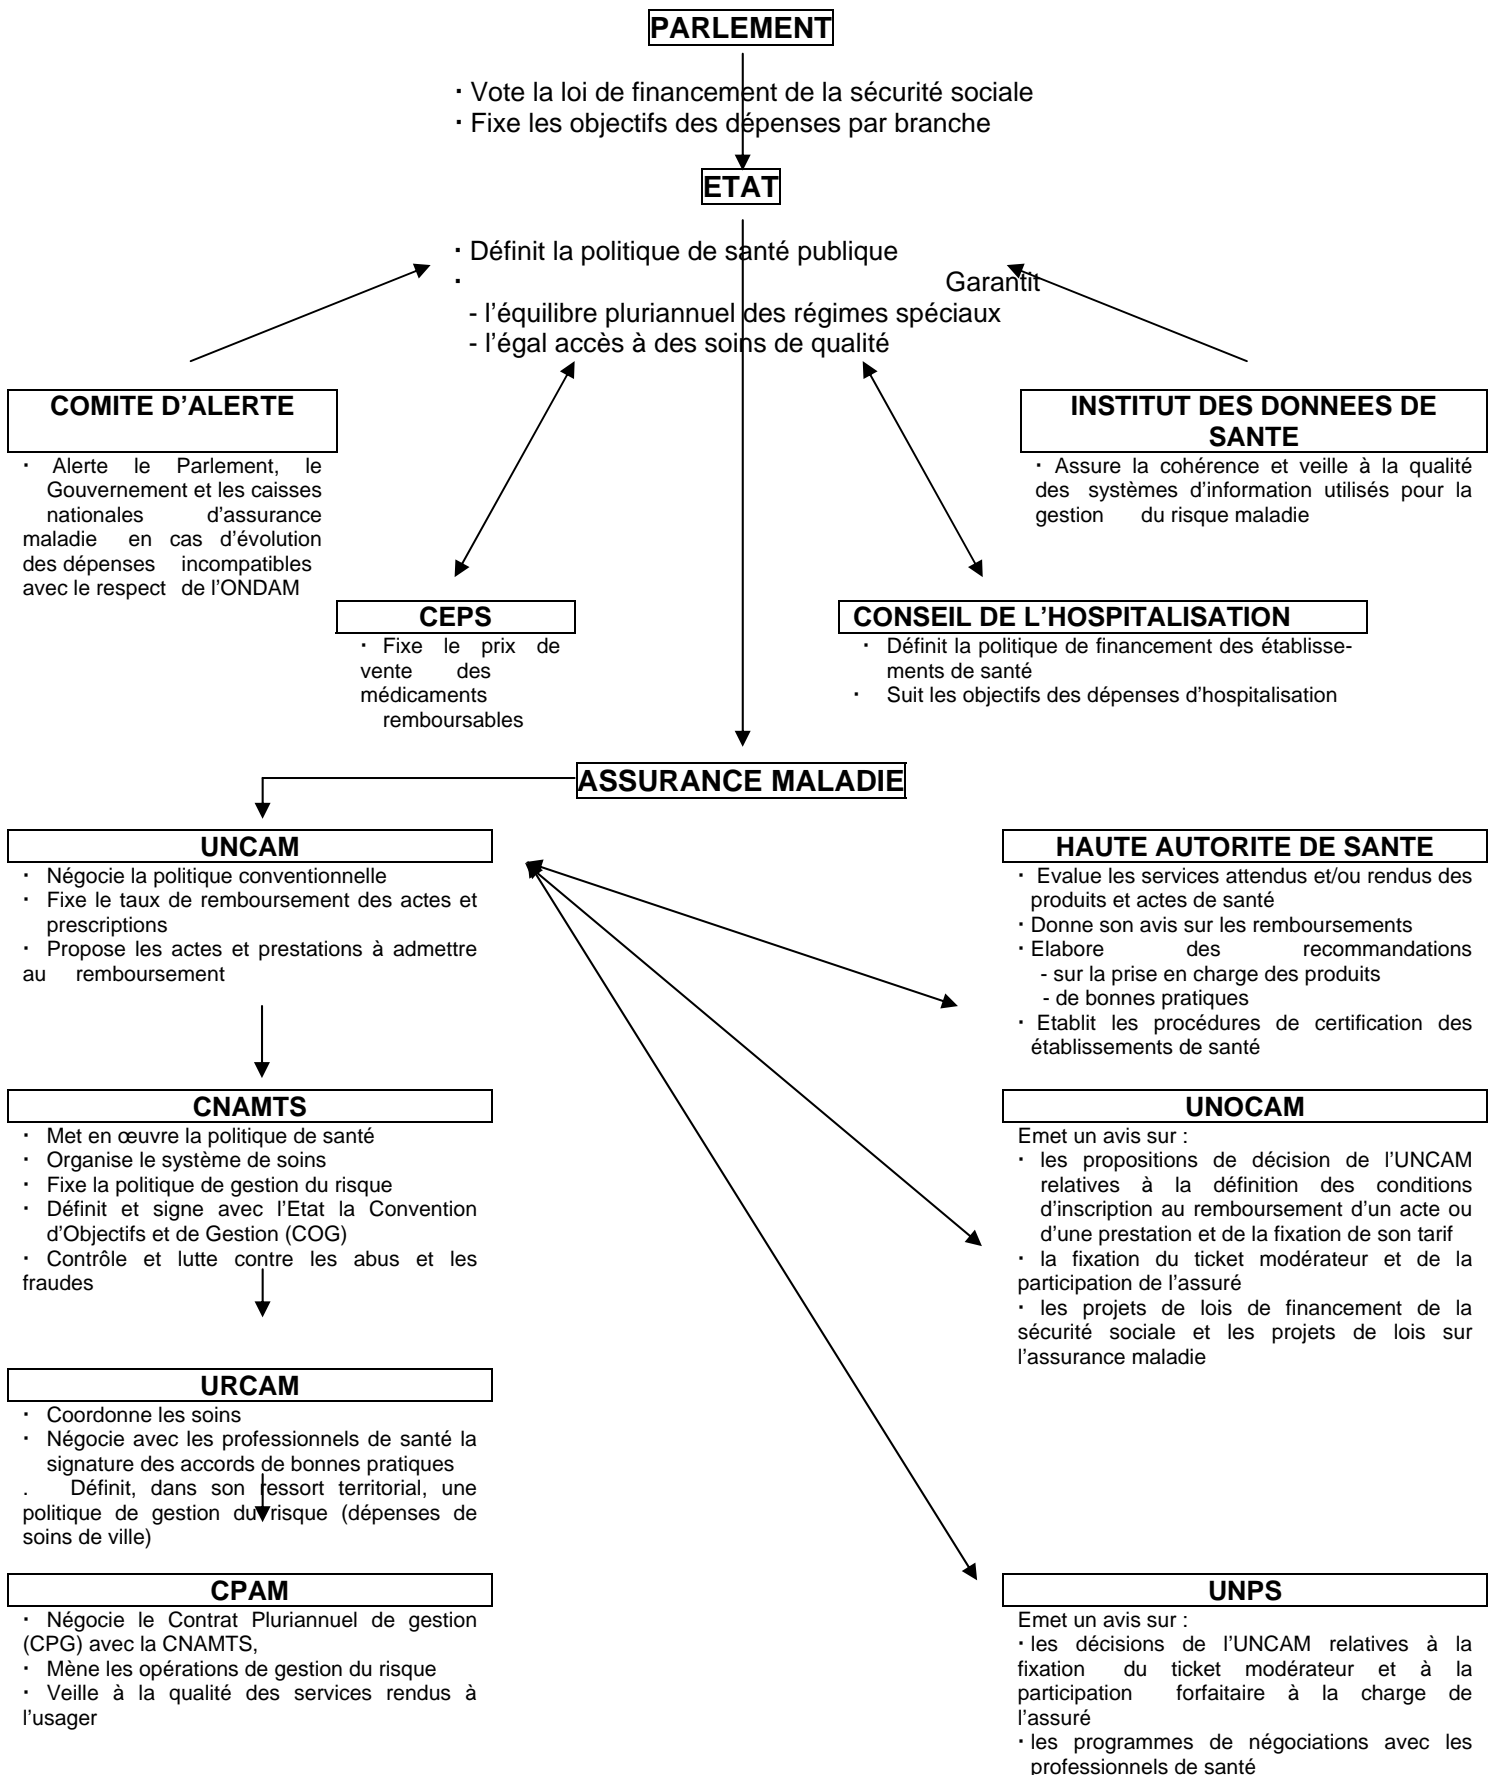 PARLEMENT
· Vote la loi de financement de la sécurité sociale
· Fixe les objectifs des dépenses par branche
ETAT
· Définit la politique de santé publique
· Garantit
- l'équilibre pluriannuel des régimes spéciaux
- l'égal accès à des soins de qualité
COMITE D'ALERTE
· Alerte le Parlement, le
Gouvernement et les caisses
nationales d'assurance
maladie en cas d'évolution
des dépenses incompatibles
avec le respect de l'ONDAM
INSTITUT DES DONNEES DE
SANTE
· Assure la cohérence et veille à la qualité
des systèmes d'information utilisés pour la
gestion du risque maladie
CEPS
· Fixe le prix de
vente des
médicaments
remboursables
CONSEIL DE L'HOSPITALISATION
· Définit la politique de financement des établisse-
ments de santé
· Suit les objectifs des dépenses d'hospitalisation
ASSURANCE MALADIE
UNCAM
· Négocie la politique conventionnelle
· Fixe le taux de remboursement des actes et
prescriptions
· Propose les actes et prestations à admettre
au remboursement
HAUTE AUTORITE DE SANTE
· Evalue les services attendus et/ou rendus des
produits et actes de santé
· Donne son avis sur les remboursements
· Elabore des recommandations
- sur la prise en charge des produits
- de bonnes pratiques
· Etablit les procédures de certification des
établissements de santé
CNAMTS
· Met en œuvre la politique de santé
· Organise le système de soins
· Fixe la politique de gestion du risque
· Définit et signe avec l'Etat la Convention
d'Objectifs et de Gestion (COG)
· Contrôle et lutte contre les abus et les
fraudes
UNOCAM
Emet un avis sur :
· les propositions de décision de l'UNCAM
relatives à la définition des conditions
d'inscription au remboursement d'un acte ou
d'une prestation et de la fixation de son tarif
· la fixation du ticket modérateur et de la
participation de l'assuré
· les projets de lois de financement de la
sécurité sociale et les projets de lois sur
l'assurance maladie
URCAM
· Coordonne les soins
· Négocie avec les professionnels de santé la
signature des accords de bonnes pratiques
. Définit, dans son ressort territorial, une
politique de gestion du risque (dépenses de
soins de ville)
CPAM
· Négocie le Contrat Pluriannuel de gestion
(CPG) avec la CNAMTS,
· Mène les opérations de gestion du risque
· Veille à la qualité des services rendus à
l'usager
UNPS
Emet un avis sur :
· les décisions de l'UNCAM relatives à la
fixation du ticket modérateur et à la
participation forfaitaire à la charge de
l'assuré
· les programmes de négociations avec les
professionnels de santé